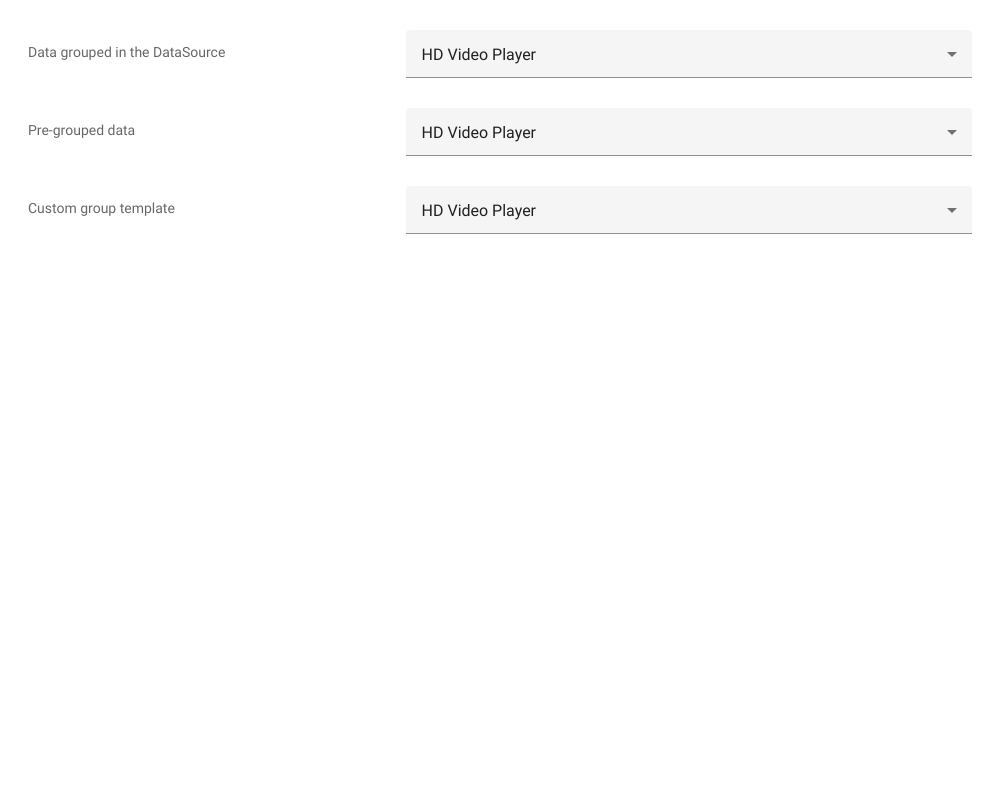 Data grouped in the DataSource
HD Video Player
Pre-grouped data
HD Video Player
Custom group template
HD Video Player